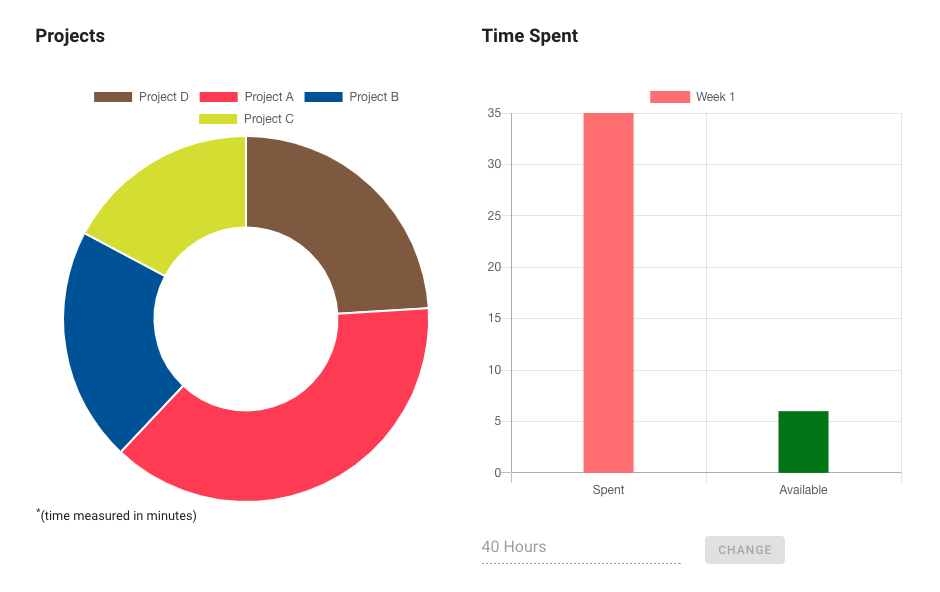 Projects
Project D Project A Project B
Project C
*(time measured in minutes)
Time Spent
Week 1
35
30
25
20
15
10
5
0
Spent Available
40 Hours CHANGE